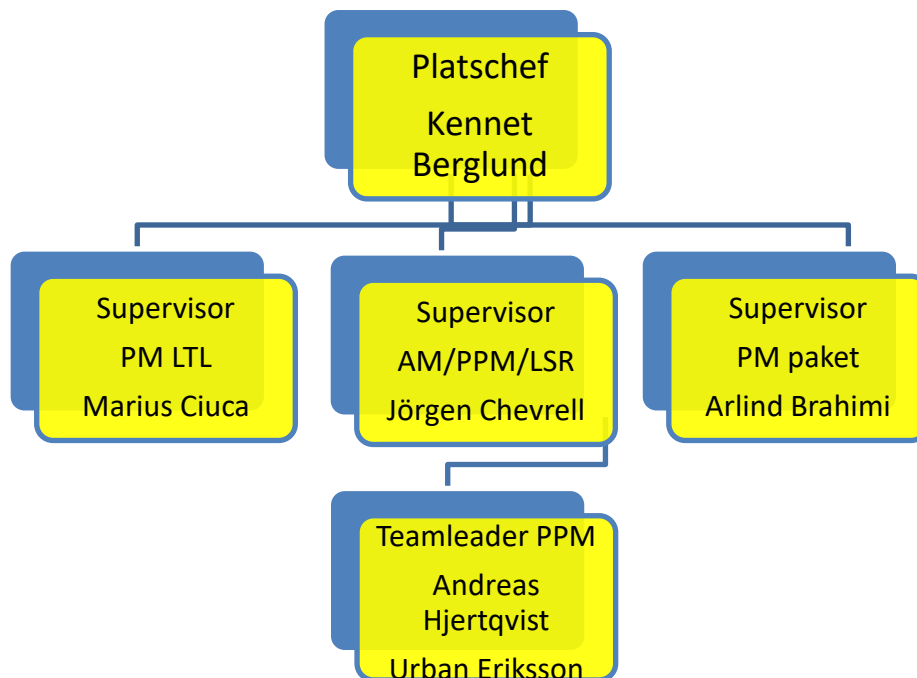 Platschef
Kennet
Berglund
Supervisor
PM LTL
Marius Ciuca
Supervisor
AM/PPM/LSR
Jörgen Chevrell
Supervisor
PM paket
Arlind Brahimi
Teamleader PPM
Andreas
Hjertqvist
Urban Eriksson